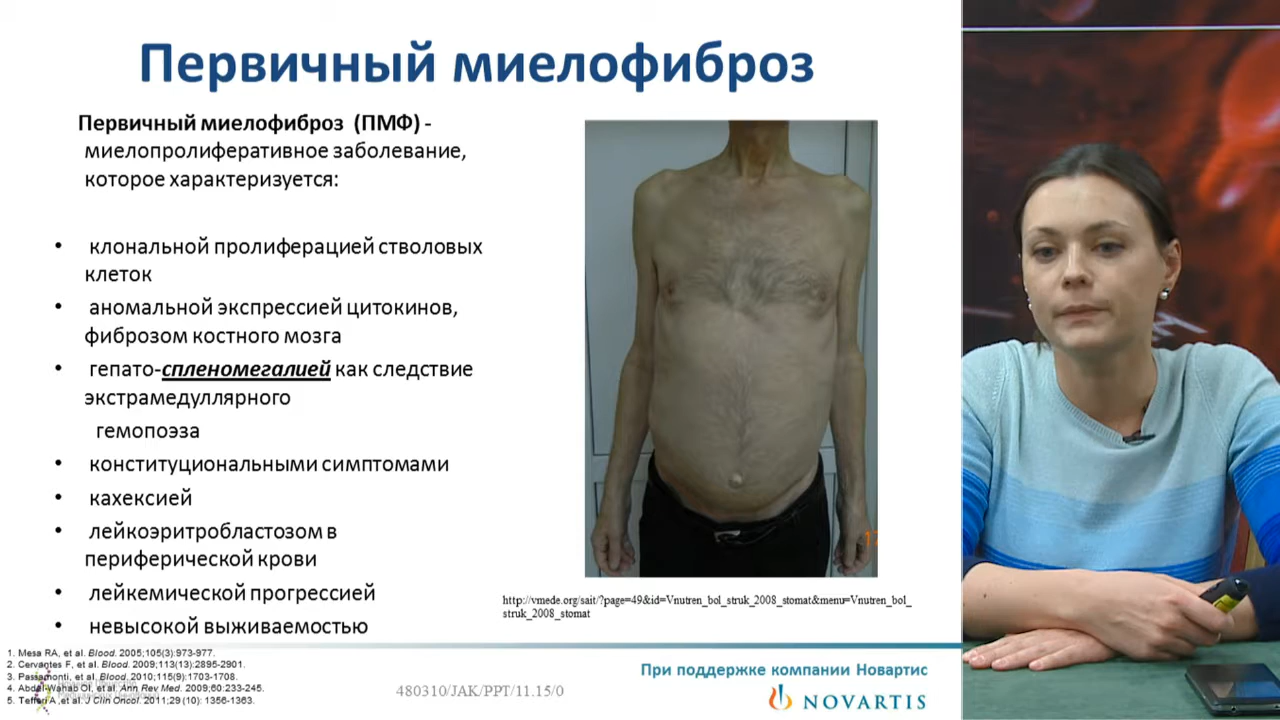 Первичный миелофиброз
Первичный миелофиброз (ПМФ) -
миелопролиферативное заболевание,
которое характеризуется:
• клональной пролиферацией стволовых
клеток
• аномальной экспрессией цитокинов,
фиброзом костного мозга
• гепато-спленомегалией как следствие
экстрамедуллярного
гемопоэза
• конституциональными симптомами
• кахексией
• лейкоэритробластозом в
периферической крови
• лейкемической прогрессией
• невысокой выживаемостью
http://vmede.org/sait/?page=49&id=Vnutren_bol_struk_2008_stomat&menu=Vnutren_bol_
struk_2008_stomat
1. Mesa RA, et al. Blood. 2005;105(3):973-977.
2. Cervantes F, et al. Blood. 2009;113(13):2895-2901.
3. Passamonti, et al. Blood. 2010;115(9):1703-1708.
4. Abdel-Wahab OI, et al. Ann Rev Med. 2009;60:233-245.
5. Tefferi A ,et al. J Clin Oncol. 2011;29 (10): 1356-1363.
480310/JAK/PPT/11.15/0
При поддержке компании Новартис
NOVARTIS